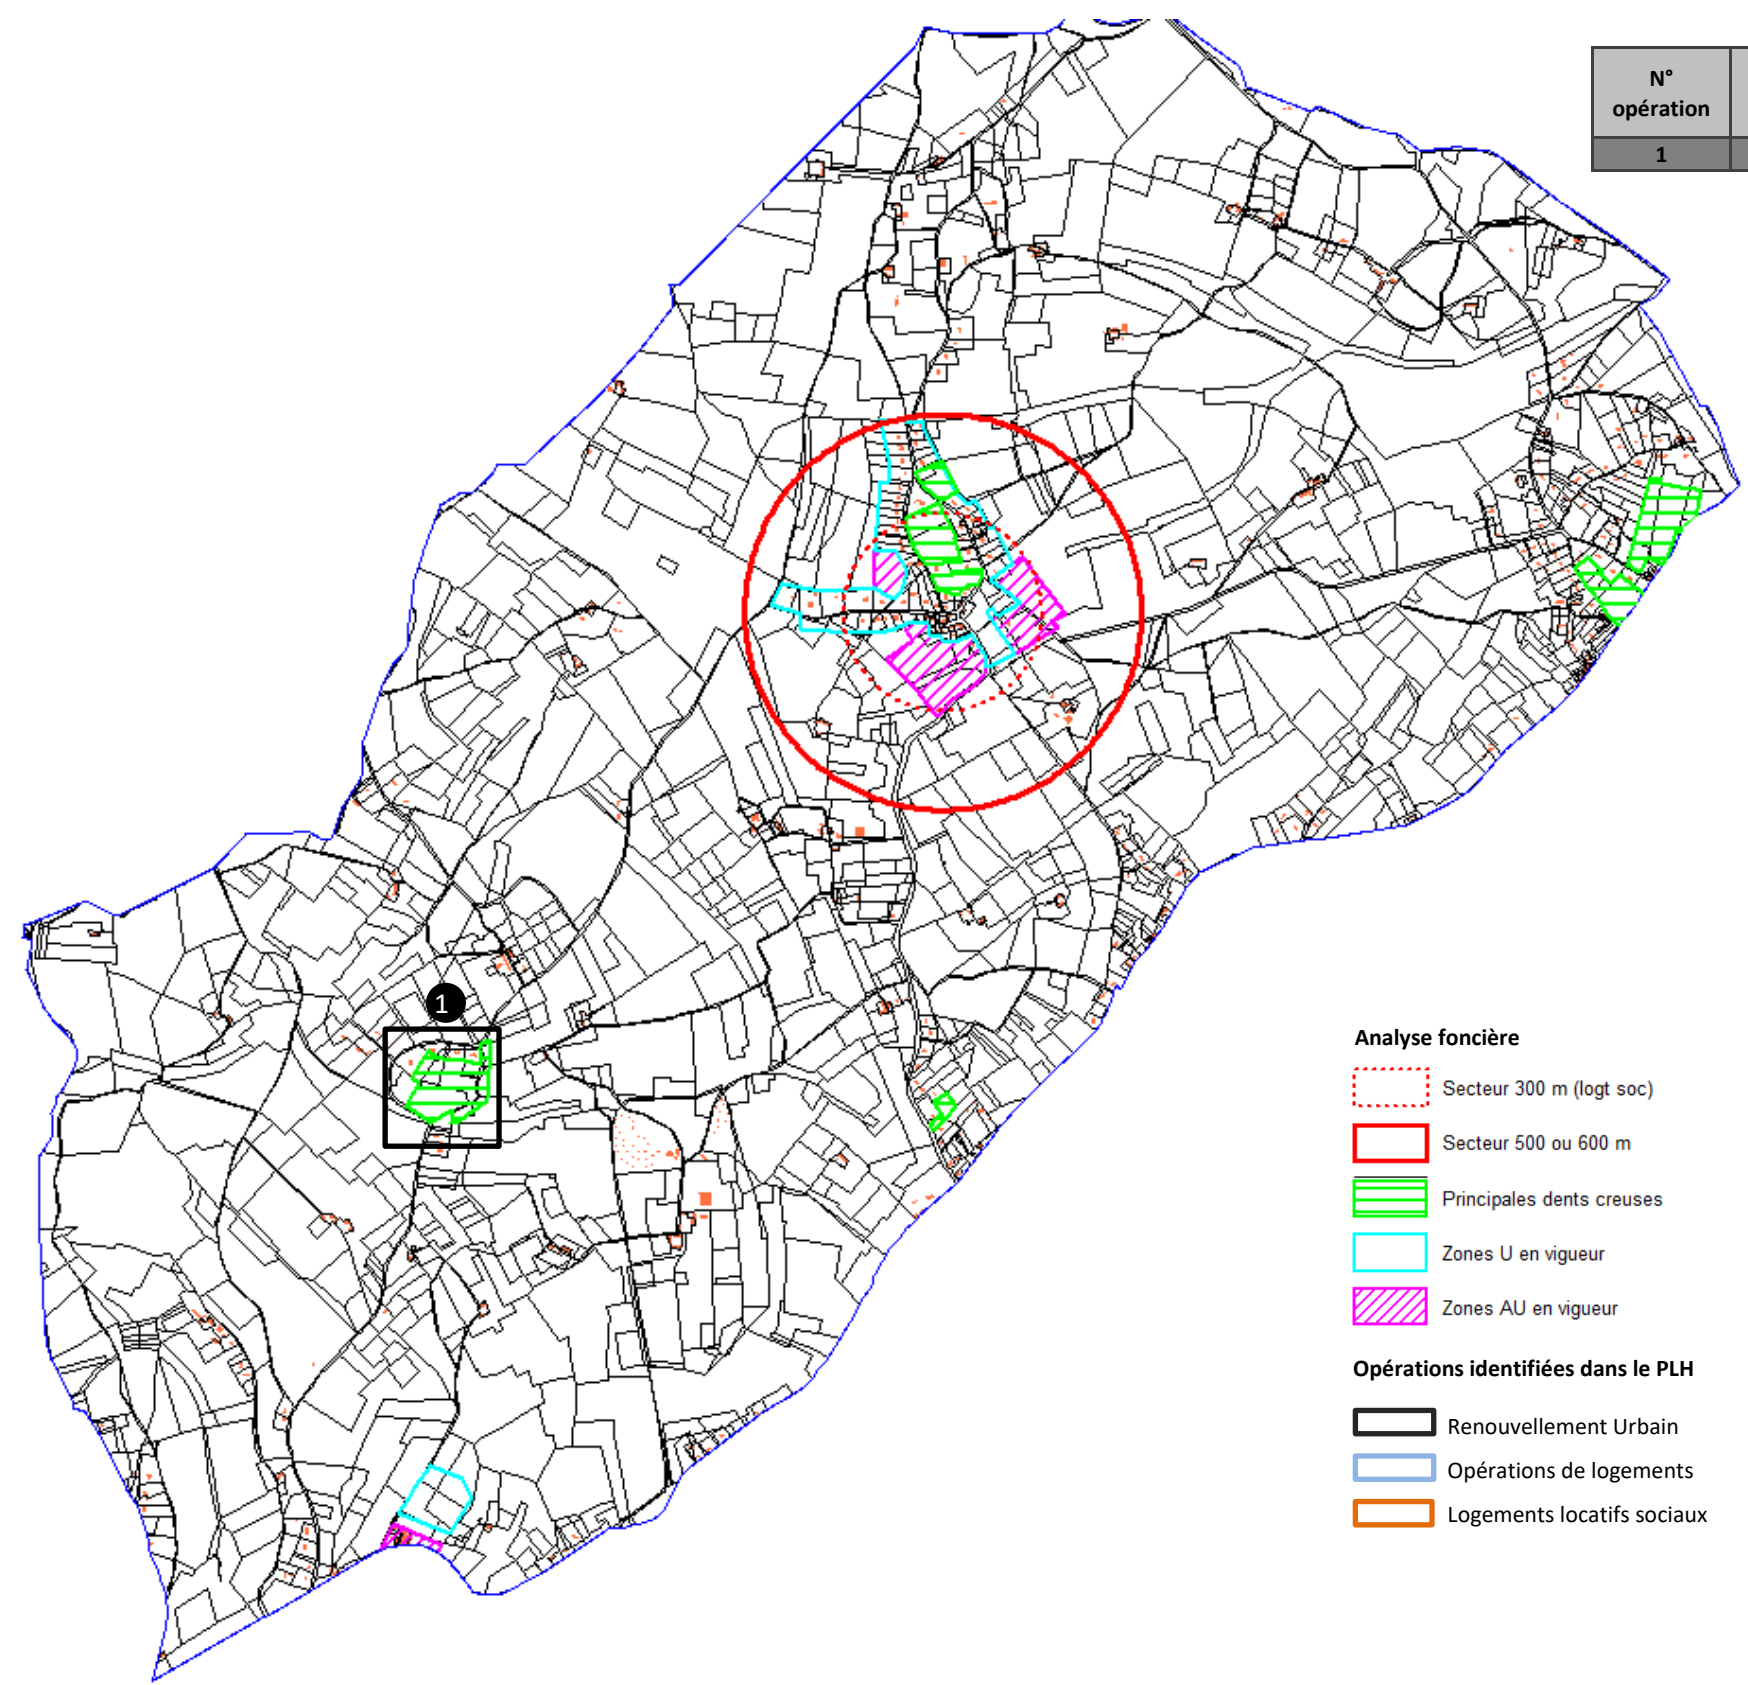 N°
opération
1
1
Analyse foncière
Secteur 300 m (logt soc)
Secteur 500 ou 600 m
Principales dents creuses
Zones U en vigueur
Zones AU en vigueur
Opérations identifiées dans le PLH
Renouvellement Urbain
Opérations de logements
Logements locatifs sociaux